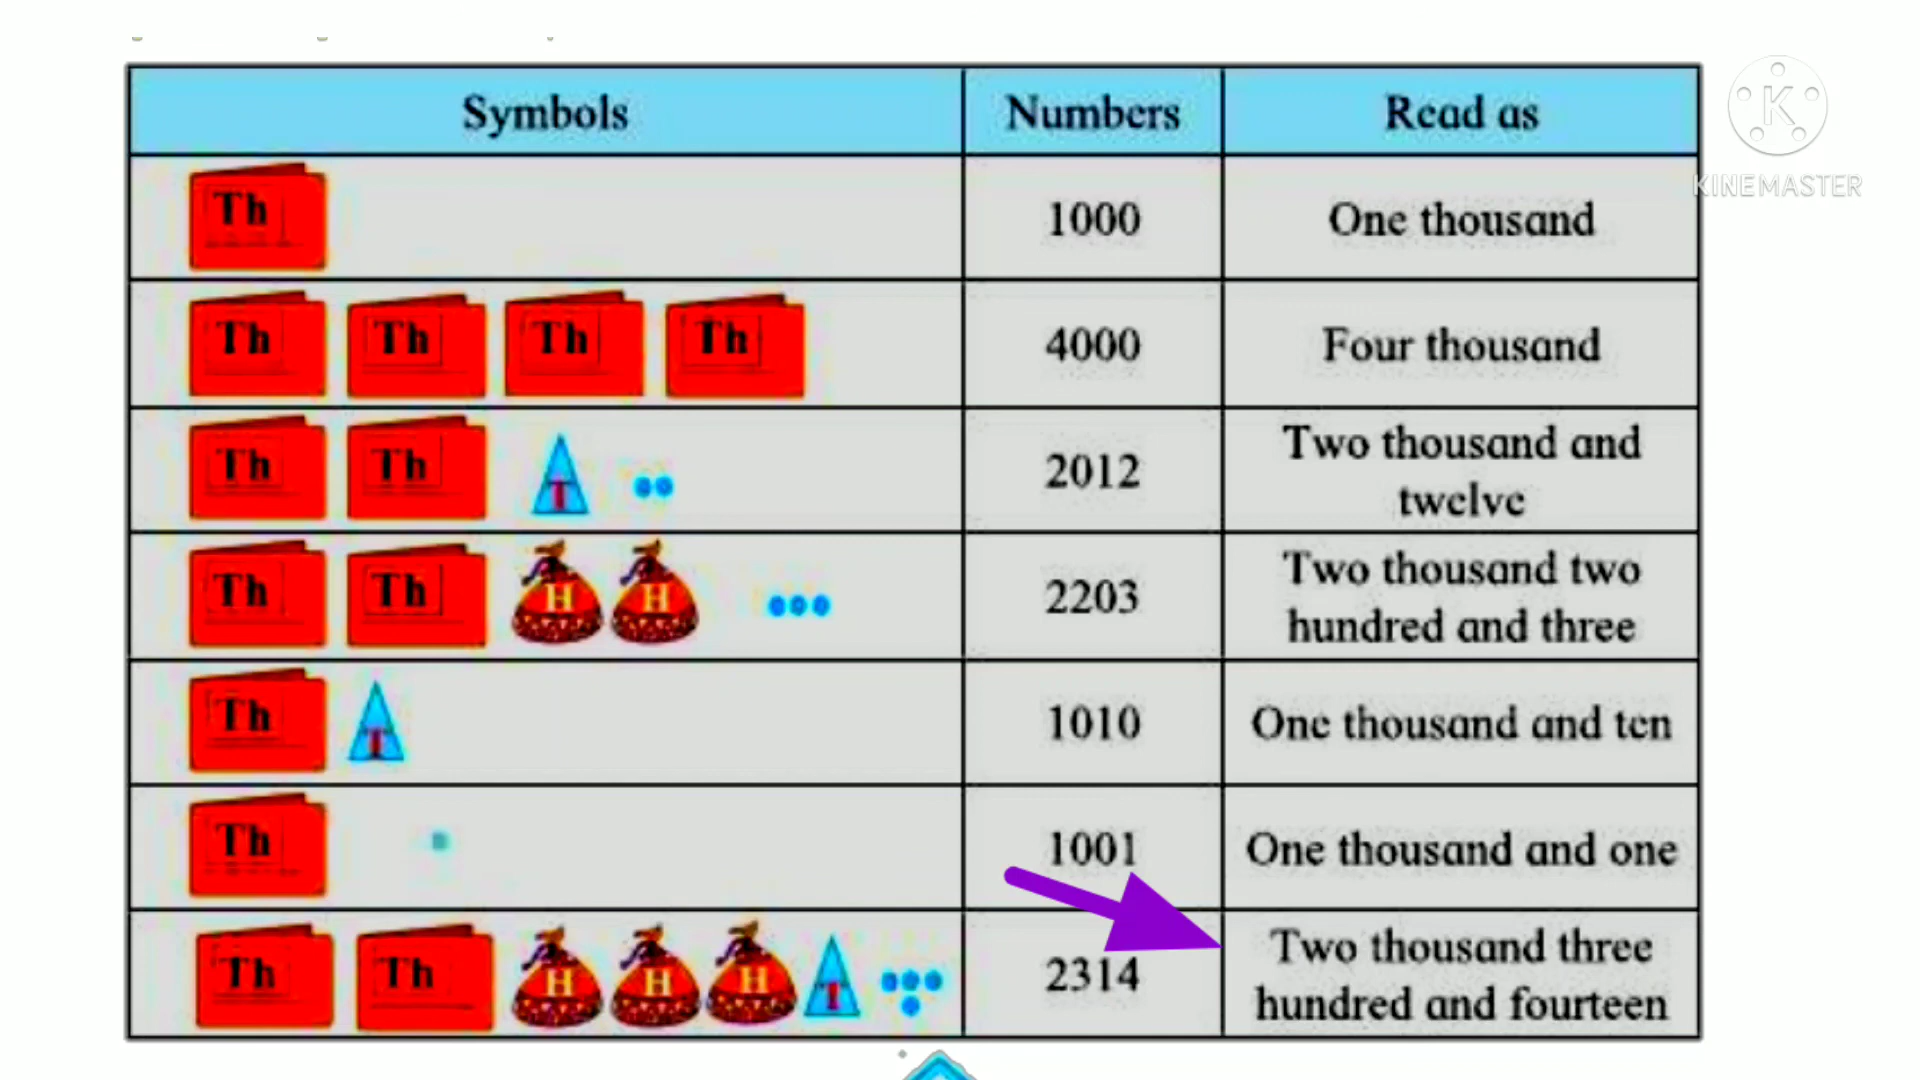 Symbols Numbers Read as
Th 1000 One thousand
Th Th Th Th 4000 Four thousand
Th Th T 2012 Two thousand and
twelve
Th Th H H 2203 Two thousand two
hundred and three
Th T 1010 One thousand and ten
Th 1001 One thousand and one
Th Th H H H T 2314 Two thousand three
hundred and fourteen
K
KINEMASTER